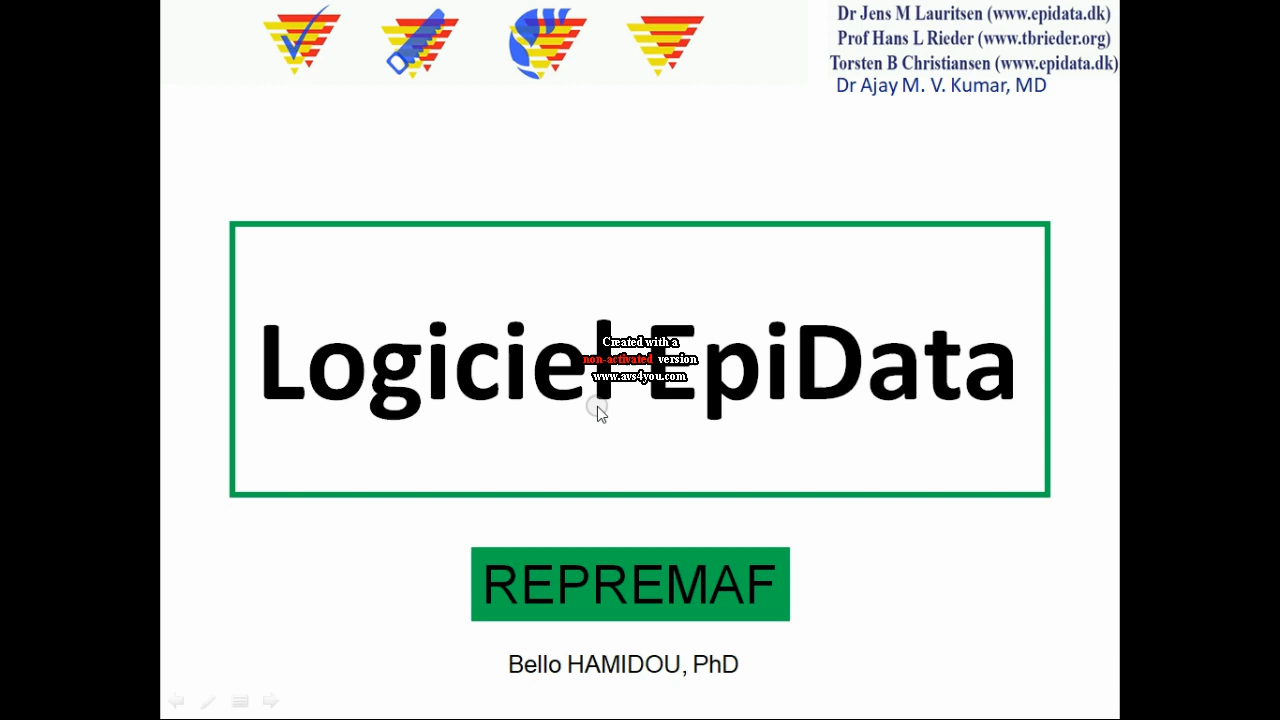 Dr Jens M Lauritsen (www.epidata.dk)
Prof Hans L Rieder (www.tbrieder.org)
Torsten B Christiansen (www.epidata.dk)
Dr Ajay M. V. Kumar, MD
Logiciel EpiData
Created with a
non-activated version
www.avs4you.com
REPREMAF
Bello HAMIDOU, PhD